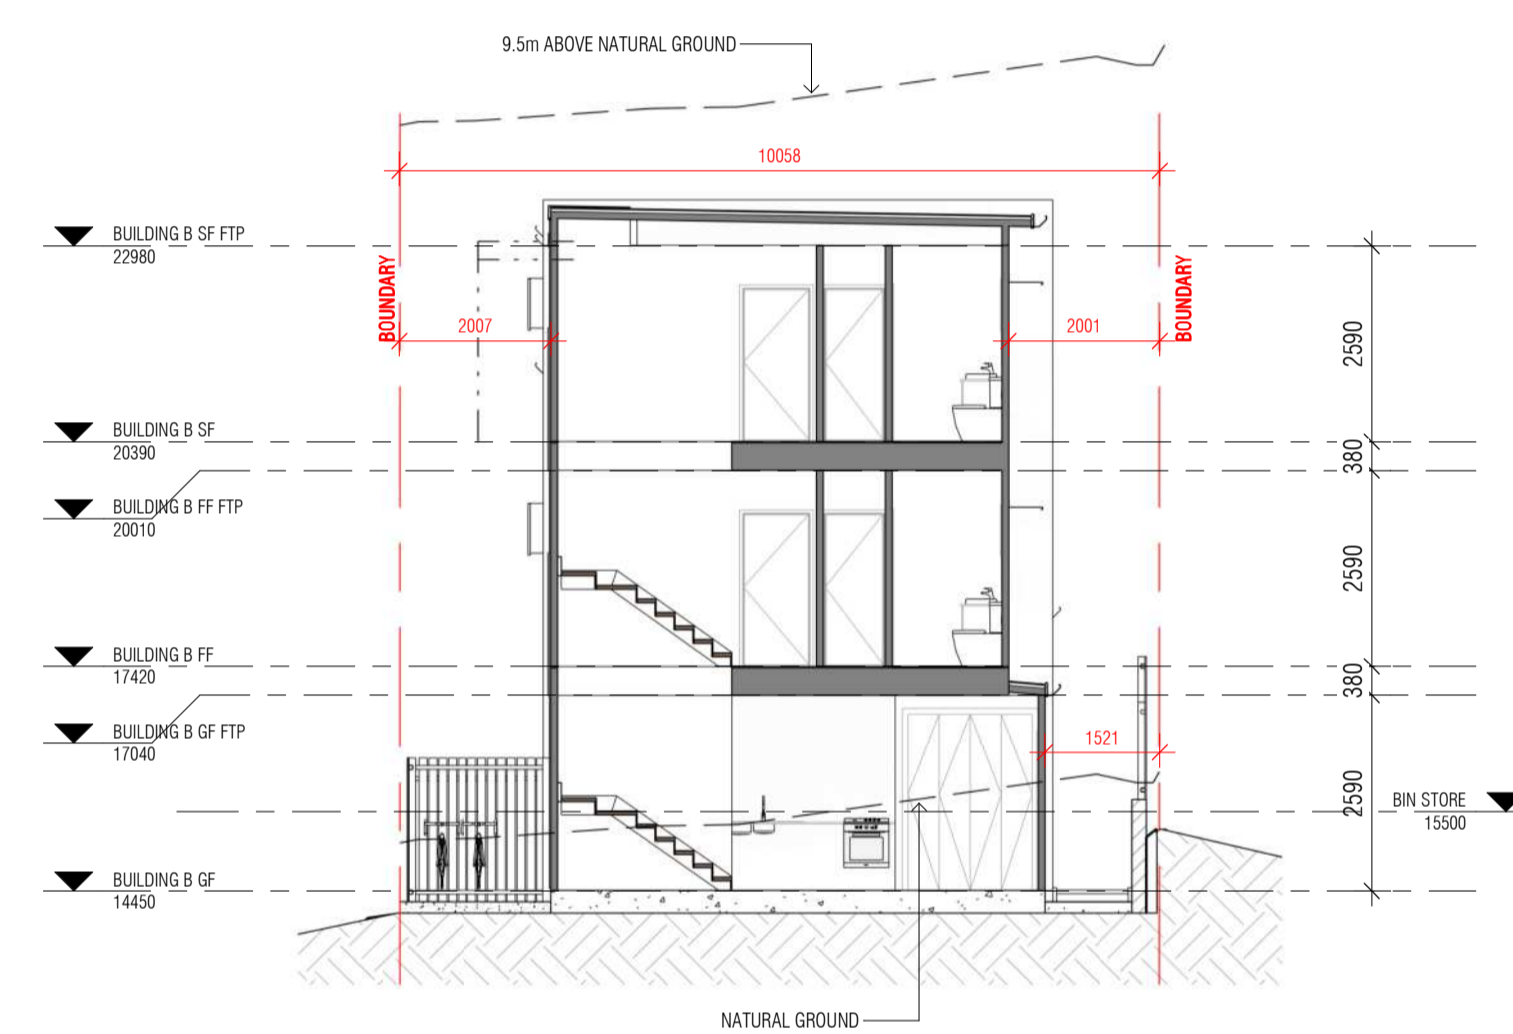 9.5m ABOVE NATURAL GROUND
10058
BUILDING B SF FTP
22980
BOUNDARY
BOUNDARY
2007
2001
2590
BUILDING B SF
20390
380
BUILDING B FF FTP
20010
2590
BUILDING B FF
17420
380
BUILDING B GF FTP
17040
1521
2590
BIN STORE
15500
BUILDING B GF
14450
NATURAL GROUND